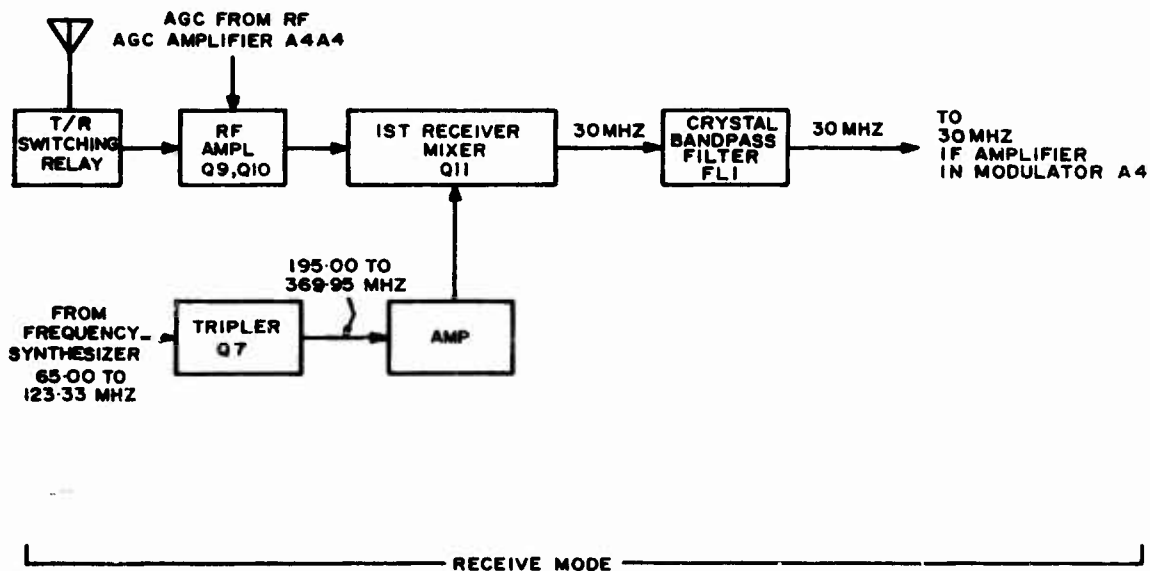 AGC FROM RF
AGC AMPLIFIER A4A4
T/R
SWITCHING
RELAY
RF
AMPL
Q9,Q10
1ST RECEIVER
MIXER
Q11
30 MHZ
CRYSTAL
BANDPASS
FILTER
FL1
30 MHZ
TO
30 MHZ
IF AMPLIFIER
IN MODULATOR A4
FROM
FREQUENCY
SYNTHESIZER
65.00 TO
123.33 MHZ
TRIPLER
Q7
195.00 TO
369.95 MHZ
AMP
RECEIVE MODE